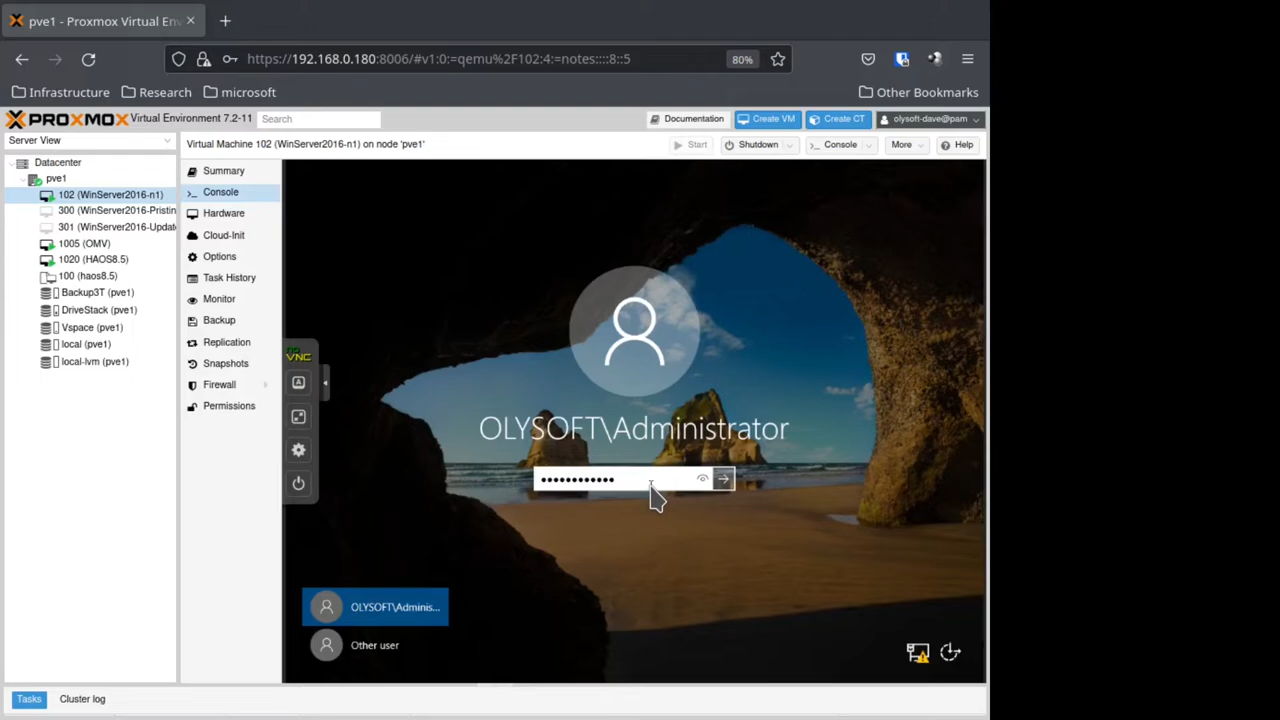 pve1 - Proxmox Virtual Env
https://192.168.0.180:8006/#v1:0:=qemu%2F102:4:=notes::::8::5
80%
Infrastructure
Research
microsoft
Other Bookmarks
PROXMOX Virtual Environment 7.2-11
Search
Documentation
Create VM
Create CT
olysoft-dave@pam
Server View
Virtual Machine 102 (WinServer2016-n1) on node 'pve1'
Start
Shutdown
Console
More
Help
Datacenter
pve1
102 (WinServer2016-n1)
300 (WinServer2016-Pristin
301 (WinServer2016-Update
1005 (OMV)
1020 (HAOS8.5)
100 (haos8.5)
Backup3T (pve1)
DriveStack (pve1)
Vspace (pve1)
local (pve1)
local-lvm (pve1)
Summary
Console
Hardware
Cloud-Init
Options
Task History
Monitor
Backup
Replication
Snapshots
Firewall
Permissions
no
VNC
A
OLYSOFT\Administrator
OLYSOFT\Adminis...
Other user
Tasks
Cluster log